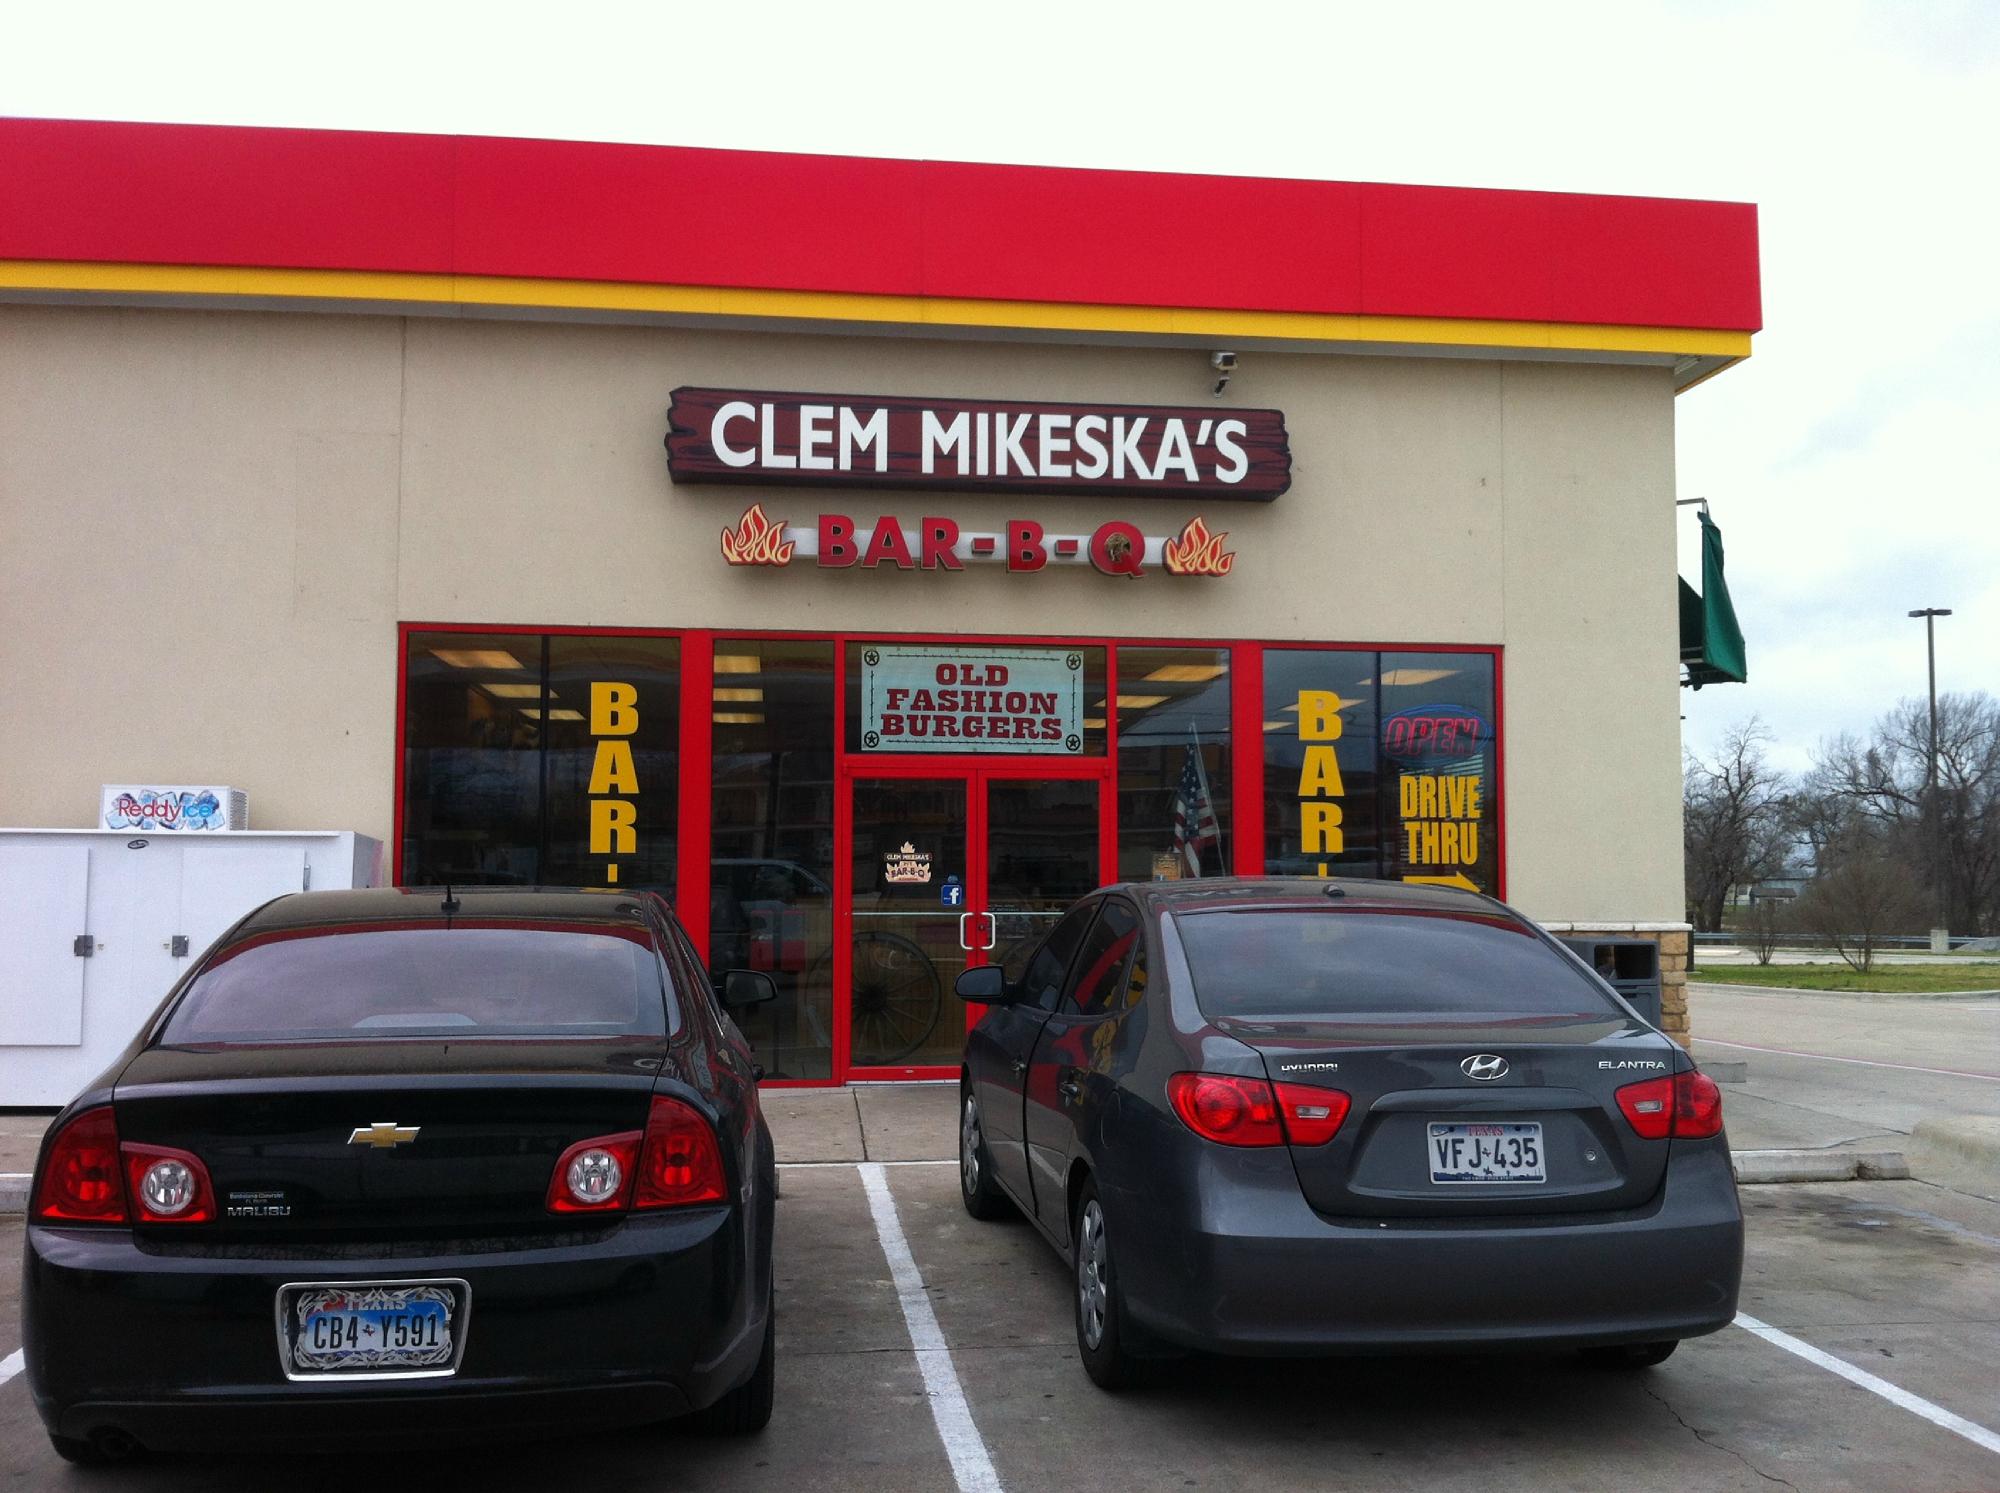 CLEM MIKESKA'S
BAR-B-Q
OLD
FASHION
BURGERS
BAR-
BAR-
OPEN
DRIVE
THRU
Reddy ice
CLEM MIKESKA'S
BAR-B-Q
f
HYUNDAI
ELANTRA
TEXAS
VFJ 435
MALIBU
TEXAS
CB4 Y591